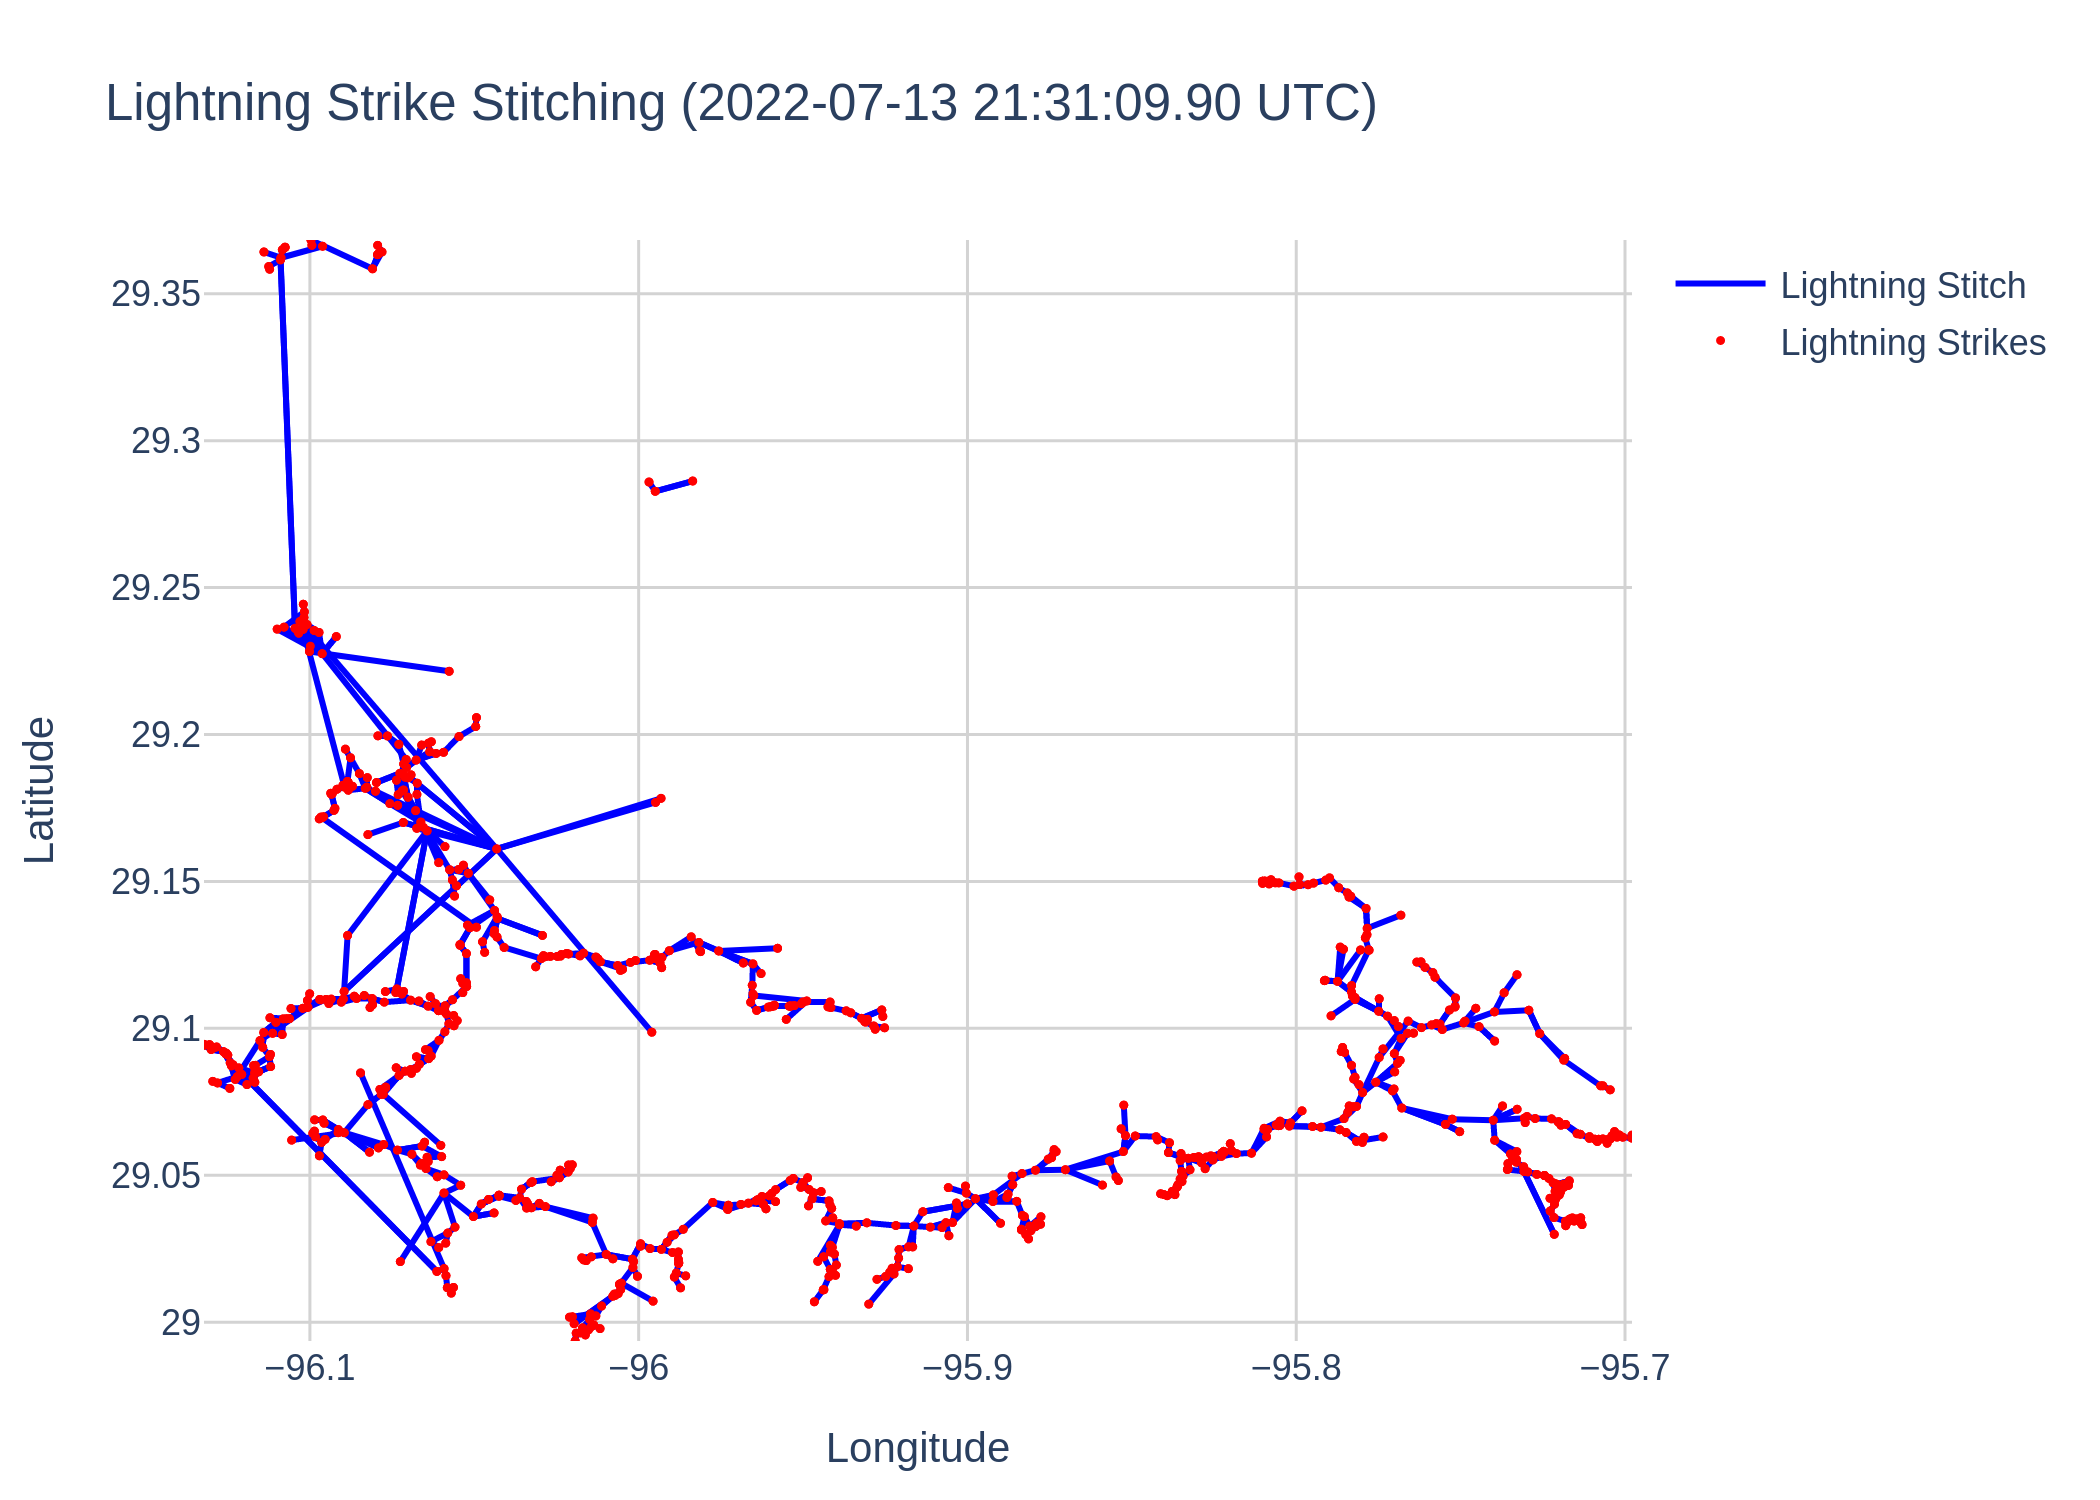 Lightning Strike Stitching (2022-07-13 21:31:09.90 UTC)
Lightning Stitch
Lightning Strikes
29.35
29.3
29.25
29.2
29.15
29.1
29.05
29
−96.1
−96
−95.9
−95.8
−95.7
Longitude
Latitude